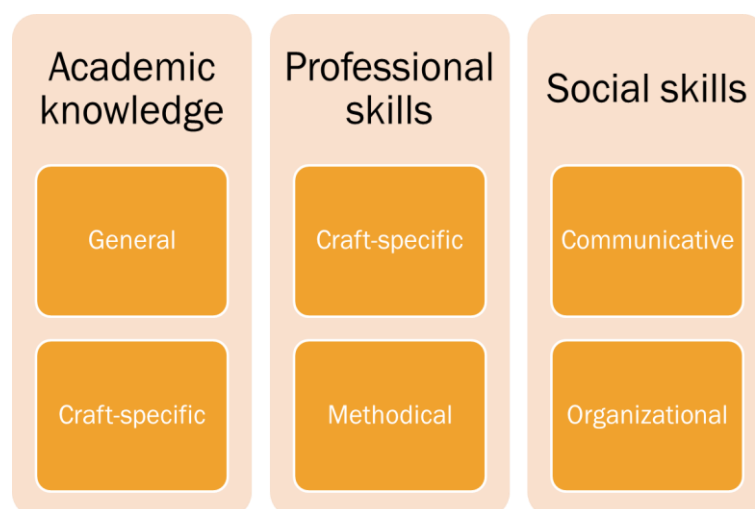 Academic
knowledge
General
Craft-specific
Professional
skills
Craft-specific
Methodical
Social skills
Communicative
Organizational